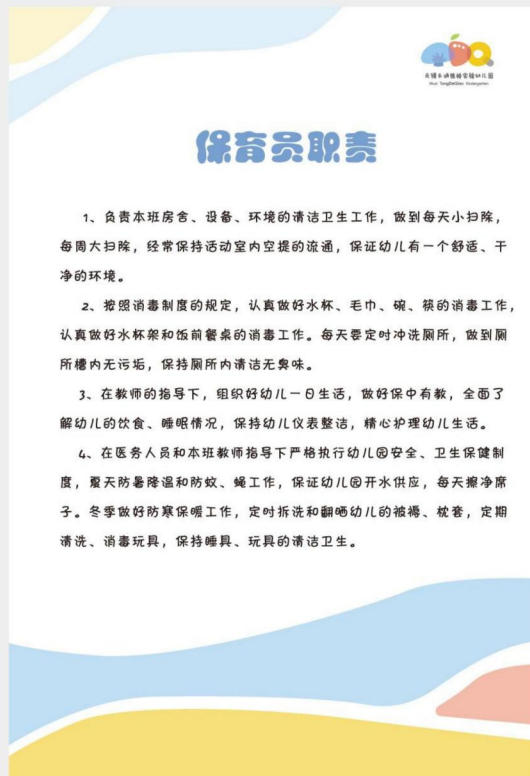 保育员职责
1、负责本班房舍、设备、环境的清洁卫生工作，做到每天小扫除，
每周大扫除，经常保持活动室内空提的流通，保证幼儿有一个舒适、干
净的环境。
2、按照消毒制度的规定，认真做好水杯、毛巾、碗、筷的消毒工作，
认真做好水杯架和饭前餐桌的消毒工作。每天要定时冲洗厕所，做到厕
所槽内无污垢，保持厕所内清洁无臭味。
3、在教师的指导下，组织好幼儿一日生活，做好保中有教，全面了
解幼儿的饮食、睡眠情况，保持幼儿仪表整洁，精心护理幼儿生活。
4、在医务人员和本班教师指导下严格执行幼儿园安全、卫生保健制
度，夏天防暑降温和防蚊、蝇工作，保证幼儿园开水供应，每天擦净席
子。冬季做好防寒保暖工作，定时拆洗和翻晒幼儿的被褥、枕套，定期
清洗、消毒玩具，保持睡具、玩具的清洁卫生。